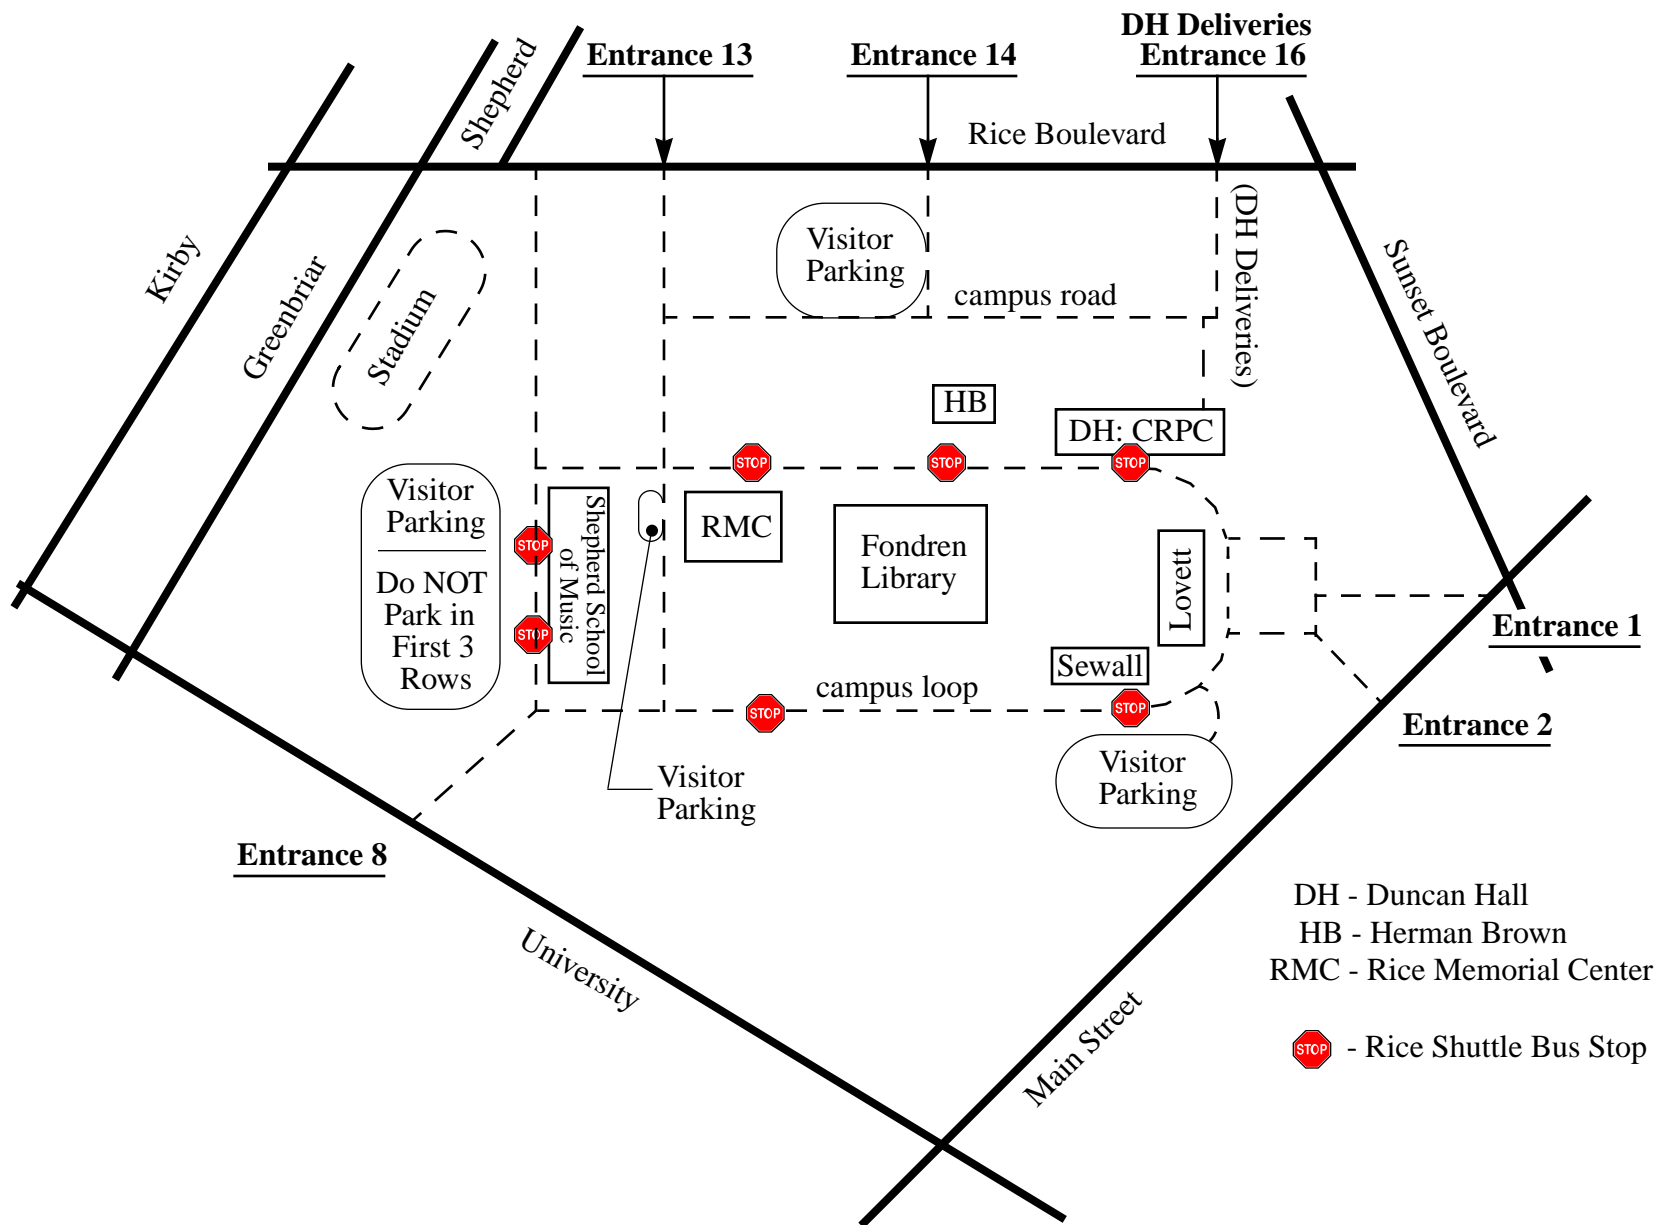 DH Deliveries
Entrance 13
Entrance 14
Entrance 16
Shepherd
Rice Boulevard
Kirby
Greenbriar
Stadium
Visitor
Parking
campus road
(DH Deliveries)
Sunset Boulevard
HB
DH: CRPC
STOP
STOP
STOP
Visitor
Parking
Do NOT
Park in
First 3
Rows
STOP
STOP
Shepherd School
of Music
RMC
Fondren
Library
Lovett
Sewall
Entrance 1
Entrance 2
campus loop
STOP
STOP
Visitor
Parking
Visitor
Parking
Entrance 8
University
Main Street
DH - Duncan Hall
HB - Herman Brown
RMC - Rice Memorial Center
STOP - Rice Shuttle Bus Stop